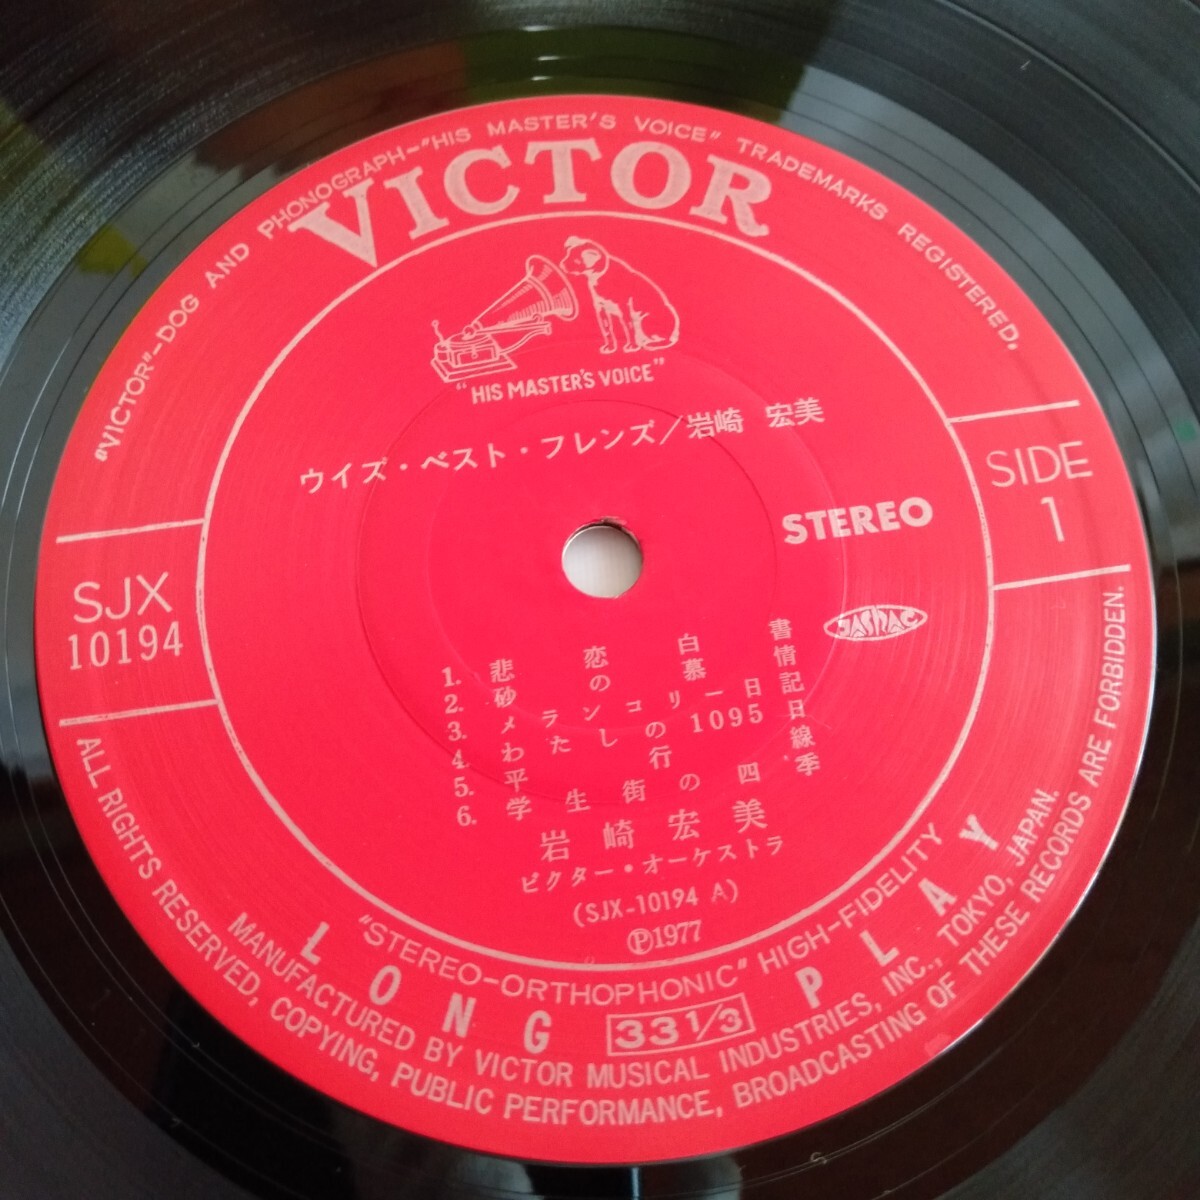 "VICTOR"–DOG AND PHONOGRAPH–"HIS MASTER'S VOICE" TRADEMARKS REGISTERED.
VICTOR
"HIS MASTER'S VOICE"
ウイズ・ベスト・フレンズ／岩崎 宏美
SJX
10194
STEREO
SIDE
1
JASRAC
1. 悲恋白書
2. 砂の慕情
3. メランコリー日記
4. わたしの1095日
5. 平行線
6. 学生街の四季
岩崎宏美
ビクター・オーケストラ
(SJX-10194 A)
Ⓟ1977
"STEREO–ORTHOPHONIC" HIGH–FIDELITY
LONG 33 1/3 PLAY
MANUFACTURED BY VICTOR MUSICAL INDUSTRIES, INC., TOKYO, JAPAN.
ALL RIGHTS RESERVED, COPYING, PUBLIC PERFORMANCE, BROADCASTING OF THESE RECORDS ARE FORBIDDEN.